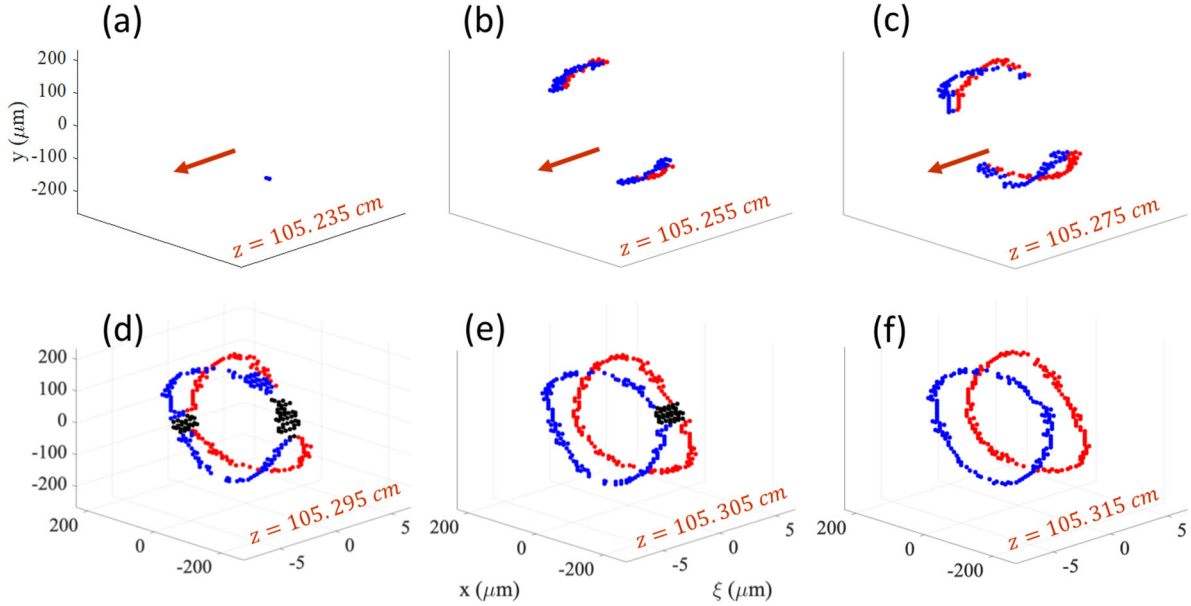 (a)
(b)
(c)
200
100
0
-100
-200
y (μm)
z = 105.235 cm
z = 105.255 cm
z = 105.275 cm
(d)
(e)
(f)
200
100
0
-100
-200
z = 105.295 cm
z = 105.305 cm
z = 105.315 cm
200
0
-200
-5
0
5
200
0
-200
-5
0
5
200
0
-200
-5
0
5
x (μm)
ξ (μm)